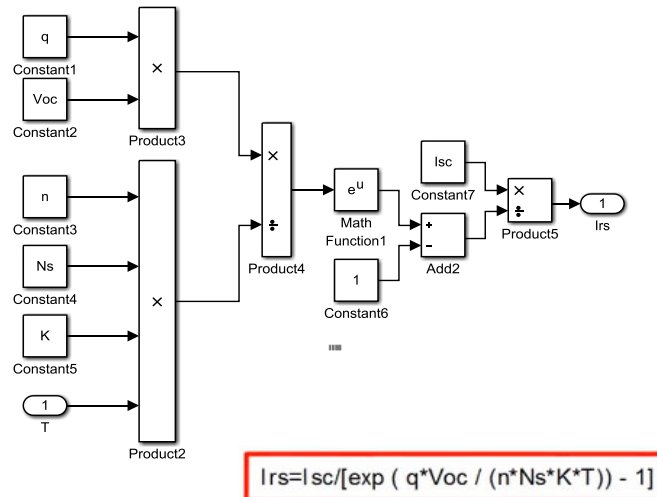 q
Constant1
Voc
Constant2
×
Product3
n
Constant3
Ns
Constant4
K
Constant5
1
T
×
Product2
×
÷
Product4
eu
Math
Function1
1
Constant6
+
-
Add2
Isc
Constant7
×
÷
Product5
1
Irs
Irs=Isc/[exp ( q*Voc / (n*Ns*K*T)) - 1]